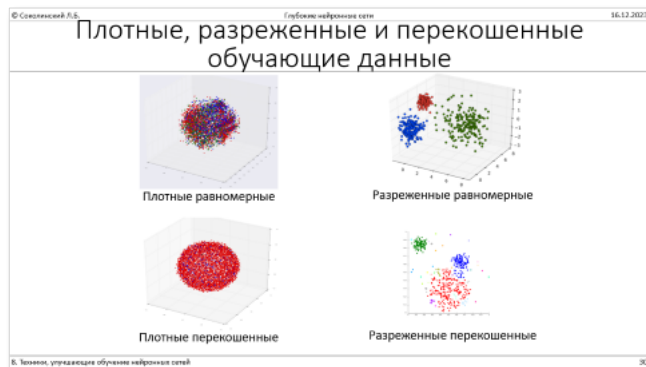 © Соколинский Л.Б. Глубокие нейронные сети 16.12.2023
Плотные, разреженные и перекошенные
обучающие данные
Плотные равномерные
Разреженные равномерные
Плотные перекошенные
Разреженные перекошенные
8. Техники, улучшающие обучение нейронных сетей 30